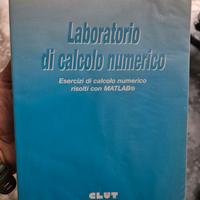 Laboratorio
di calcolo numerico
Esercizi di calcolo numerico
risolti con MATLAB®
CLUT